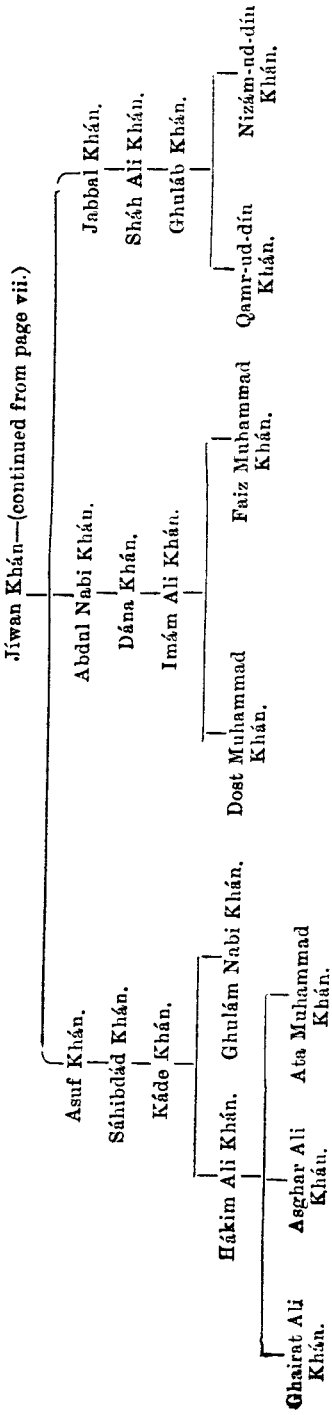 Jíwan Khán—(continued from page vii.)
Asuf Khán.
Abdul Nabi Khán.
Jabbal Khán.
Sáhibdád Khán.
Dána Khán.
Sháh Ali Khán.
Káde Khán.
Imám Ali Khán.
Ghuláb Khán.
Hákim Ali Khán.
Ghulám Nabi Khán.
Dost Muhammad
Khán.
Faiz Muhammad
Khán.
Qamr-ud-dín
Khán.
Nizám-nd-dín
Khán.
Ghairat Ali
Khán.
Asghar Ali
Khán.
Ata Muhammad
Khán.